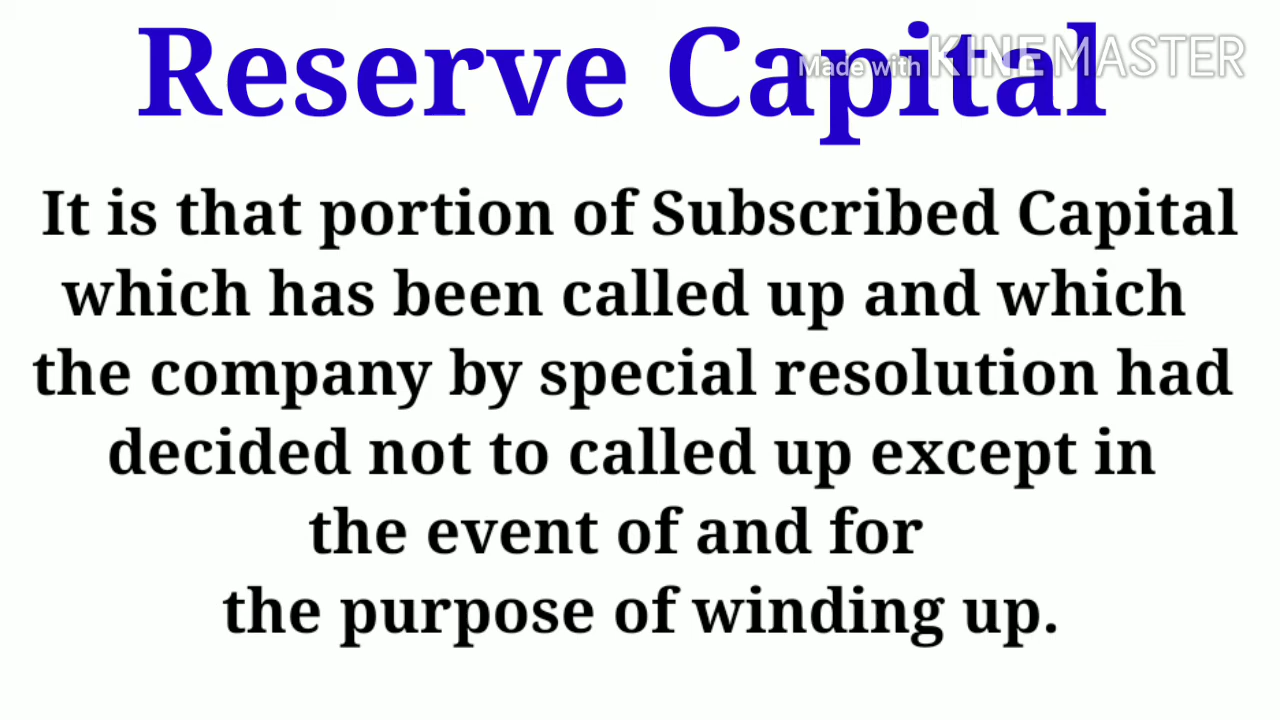 Reserve Capital
Made with KINEMASTER
It is that portion of Subscribed Capital
which has been called up and which
the company by special resolution had
decided not to called up except in
the event of and for
the purpose of winding up.